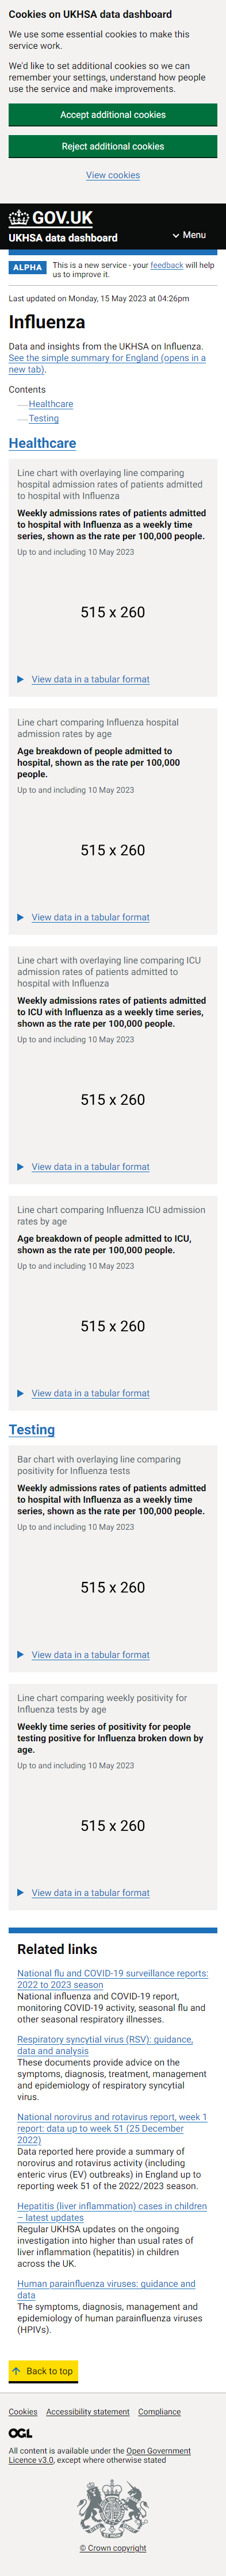 Cookies on UKHSA data dashboard
We use some essential cookies to make this
service work.
We'd like to set additional cookies so we can
remember your settings, understand how people
use the service and make improvements.
Accept additional cookies
Reject additional cookies
View cookies
GOV.UK
UKHSA data dashboard
Menu
ALPHA
This is a new service - your feedback will help
us to improve it.
Last updated on Monday, 15 May 2023 at 04:26pm
Influenza
Data and insights from the UKHSA on Influenza.
See the simple summary for England (opens in a
new tab).
Contents
Healthcare
Testing
Healthcare
Line chart with overlaying line comparing
hospital admission rates of patients admitted
to hospital with Influenza
Weekly admissions rates of patients admitted
to hospital with Influenza as a weekly time
series, shown as the rate per 100,000 people.
Up to and including 10 May 2023
515 x 260
View data in a tabular format
Line chart comparing Influenza hospital
admission rates by age
Age breakdown of people admitted to
hospital, shown as the rate per 100,000
people.
Up to and including 10 May 2023
515 x 260
View data in a tabular format
Line chart with overlaying line comparing ICU
admission rates of patients admitted to
hospital with Influenza
Weekly admissions rates of patients admitted
to ICU with Influenza as a weekly time series,
shown as the rate per 100,000 people.
Up to and including 10 May 2023
515 x 260
View data in a tabular format
Line chart comparing Influenza ICU admission
rates by age
Age breakdown of people admitted to ICU,
shown as the rate per 100,000 people.
Up to and including 10 May 2023
515 x 260
View data in a tabular format
Testing
Bar chart with overlaying line comparing
positivity for Influenza tests
Weekly admissions rates of patients admitted
to hospital with Influenza as a weekly time
series, shown as the rate per 100,000 people.
Up to and including 10 May 2023
515 x 260
View data in a tabular format
Line chart comparing weekly positivity for
Influenza tests by age
Weekly time series of positivity for people
testing positive for Influenza broken down by
age.
Up to and including 10 May 2023
515 x 260
View data in a tabular format
Related links
National flu and COVID-19 surveillance reports:
2022 to 2023 season
National influenza and COVID-19 report,
monitoring COVID-19 activity, seasonal flu and
other seasonal respiratory illnesses.
Respiratory syncytial virus (RSV): guidance,
data and analysis
These documents provide advice on the
symptoms, diagnosis, treatment, management
and epidemiology of respiratory syncytial
virus.
National norovirus and rotavirus report, week 1
report: data up to week 51 (25 December
2022)
Data reported here provide a summary of
norovirus and rotavirus activity (including
enteric virus (EV) outbreaks) in England up to
reporting week 51 of the 2022/2023 season.
Hepatitis (liver inflammation) cases in children
– latest updates
Regular UKHSA updates on the ongoing
investigation into higher than usual rates of
liver inflammation (hepatitis) in children
across the UK.
Human parainfluenza viruses: guidance and
data
The symptoms, diagnosis, management and
epidemiology of human parainfluenza viruses
(HPIVs).
Back to top
Cookies Accessibility statement Compliance
OGL
All content is available under the Open Government
Licence v3.0, except where otherwise stated
© Crown copyright